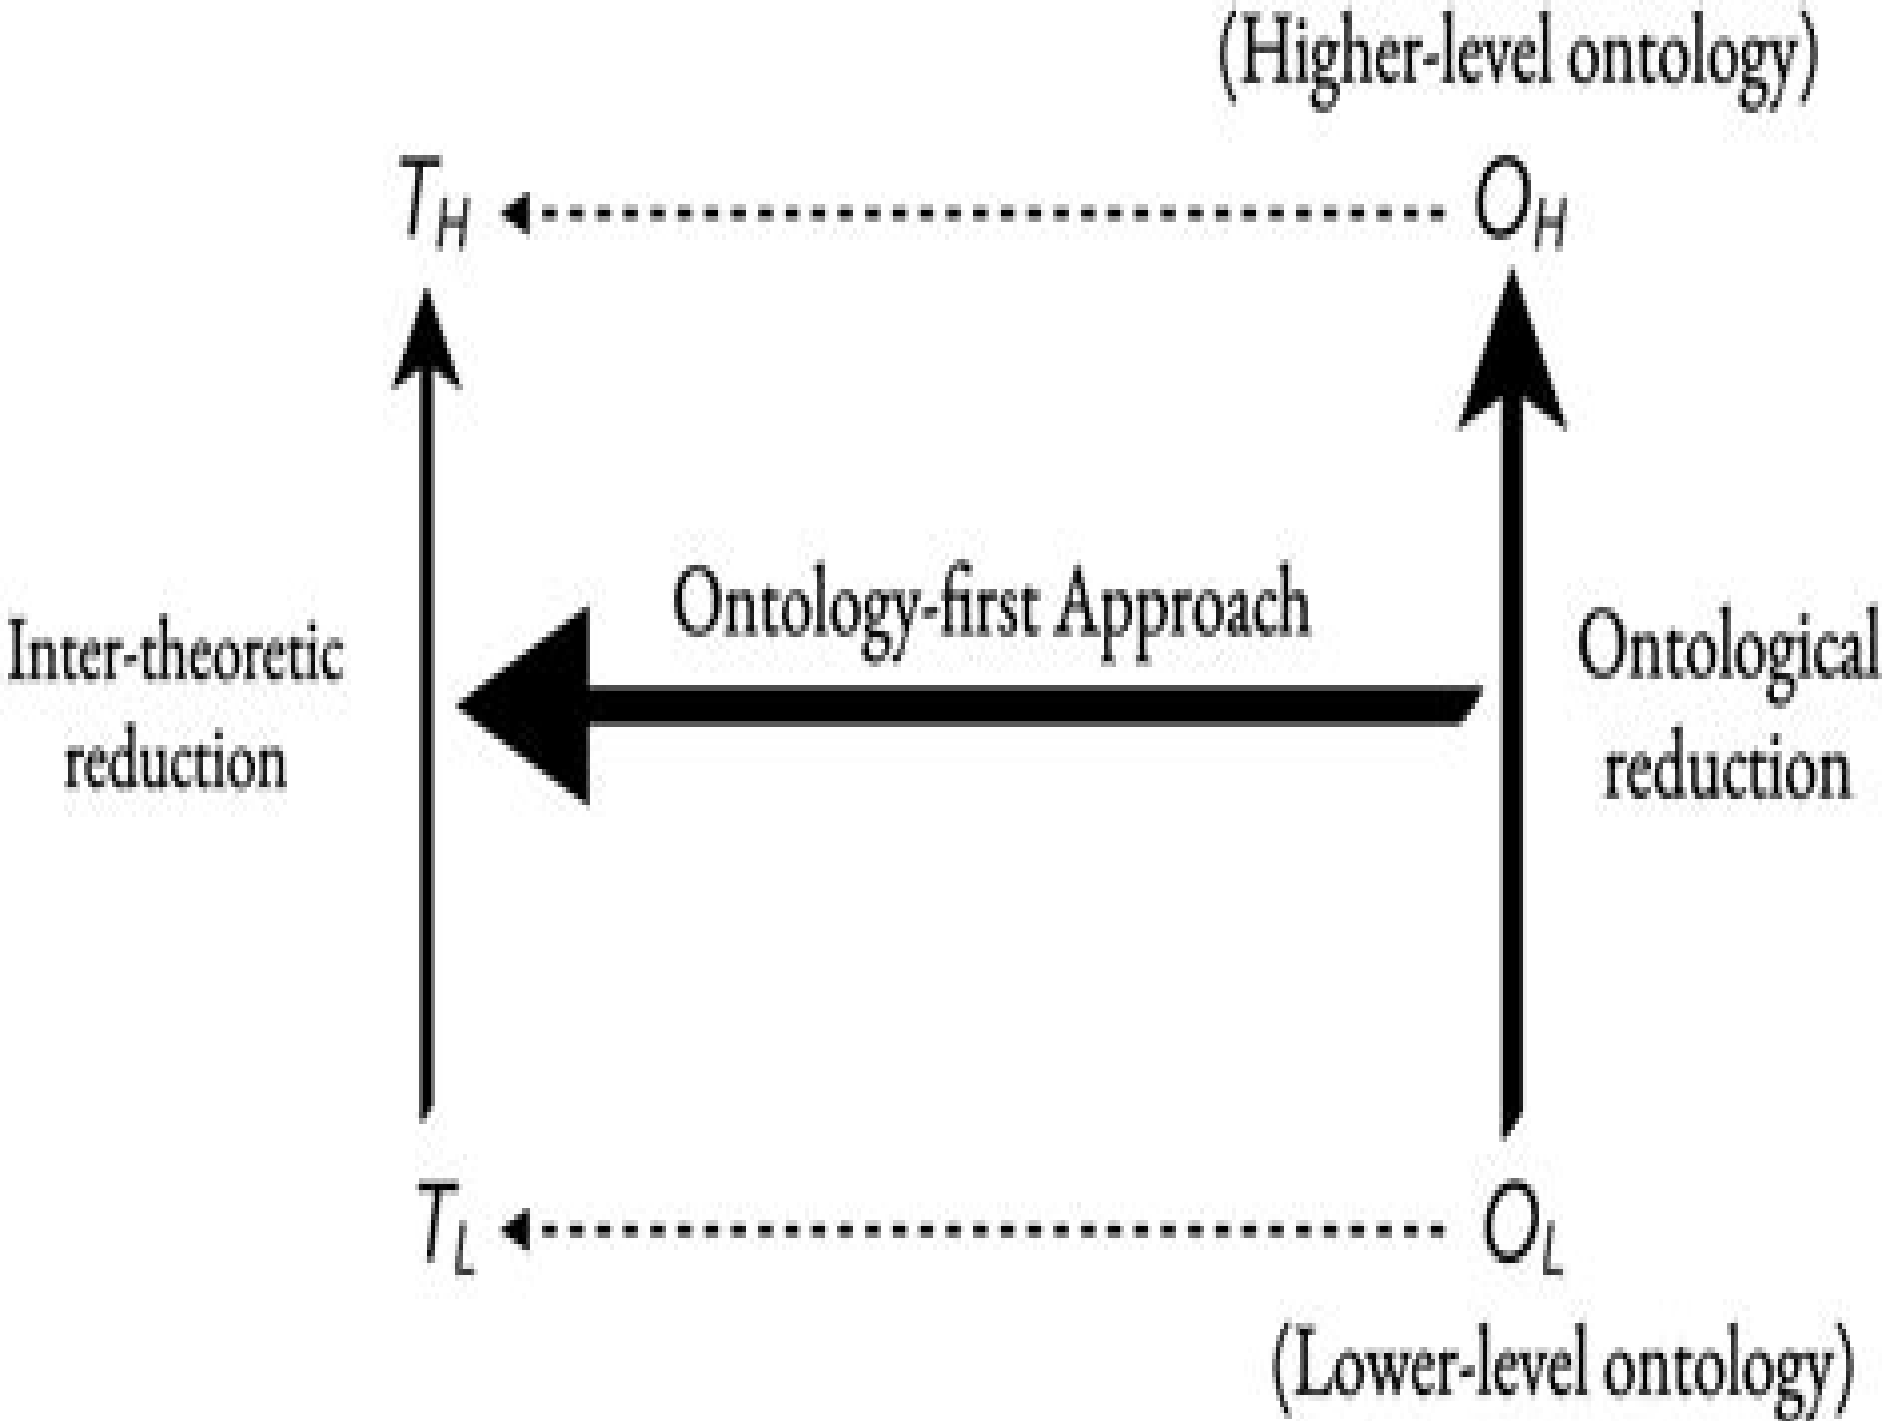 (Higher-level ontology)
T_H O_H
Ontology-first Approach
Inter-theoretic
reduction
Ontological
reduction
T_L O_L
(Lower-level ontology)